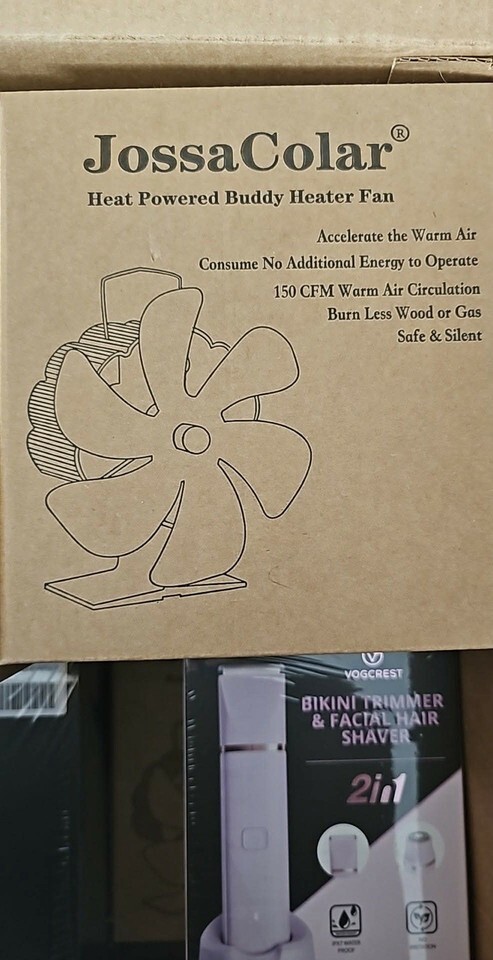 JossaColar®
Heat Powered Buddy Heater Fan
Accelerate the Warm Air
Consume No Additional Energy to Operate
150 CFM Warm Air Circulation
Burn Less Wood or Gas
Safe & Silent
VOGCREST
BIKINI TRIMMER
& FACIAL HAIR
SHAVER
2in1
PROOF